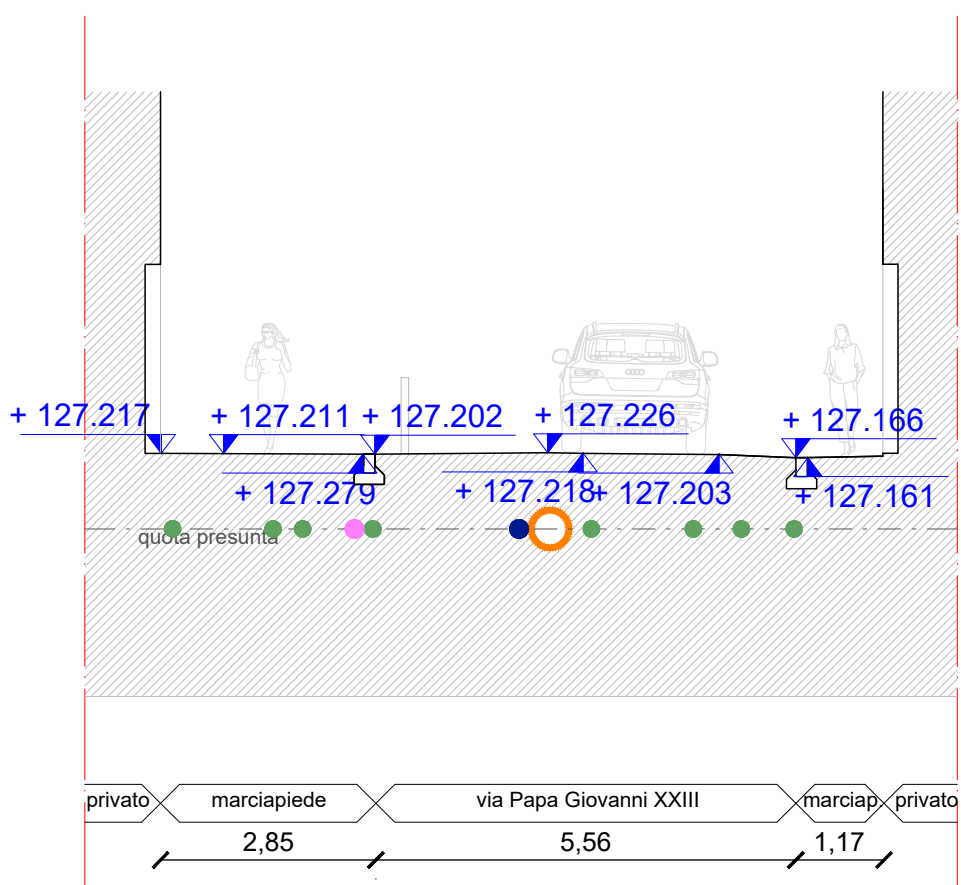 + 127.217
+ 127.211
+ 127.202
+ 127.226
+ 127.166
+ 127.279
+ 127.218
+ 127.203
+ 127.161
quota presunta
privato
marciapiede
via Papa Giovanni XXIII
marciap.
privato
2,85
5,56
1,17